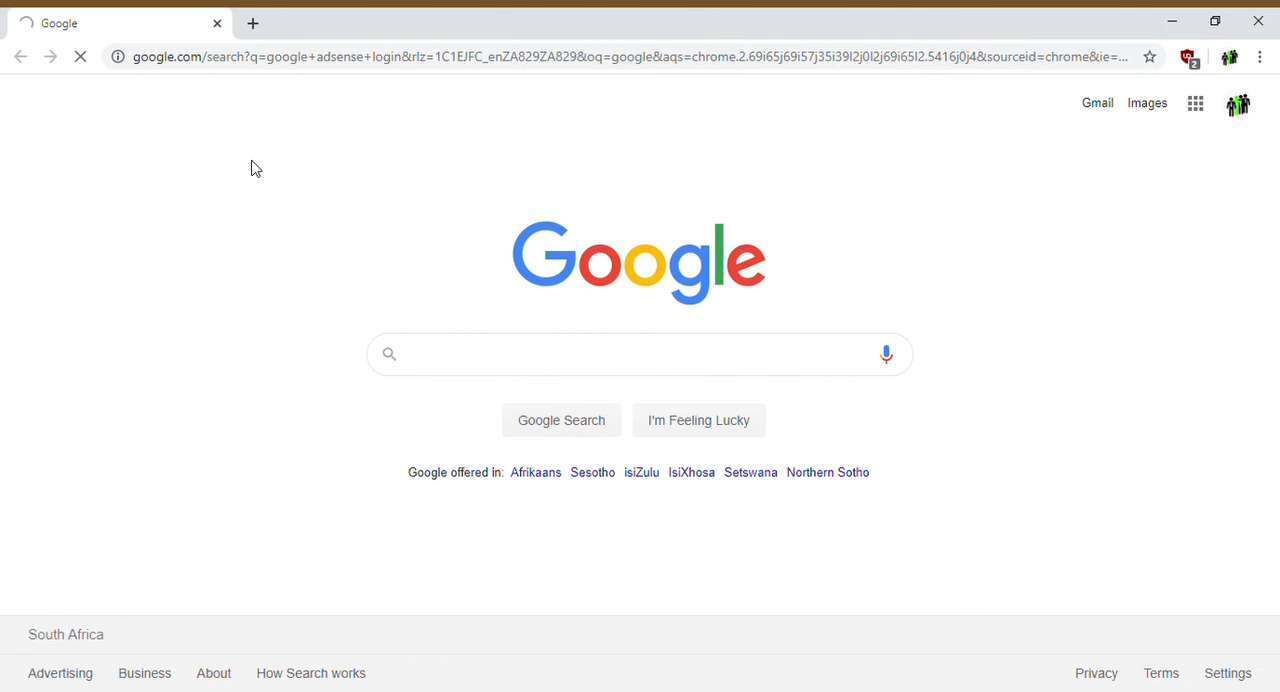 Google
google.com/search?q=google+adsense+login&rlz=1C1EJFC_enZA829ZA829&oq=google&aqs=chrome.2.69i65j69i57j35i39l2j0l2j69i65l2.5416j0j4&sourceid=chrome&ie=...
2
Gmail Images
Google
Google Search I'm Feeling Lucky
Google offered in: Afrikaans Sesotho isiZulu IsiXhosa Setswana Northern Sotho
South Africa
Advertising Business About How Search works Privacy Terms Settings